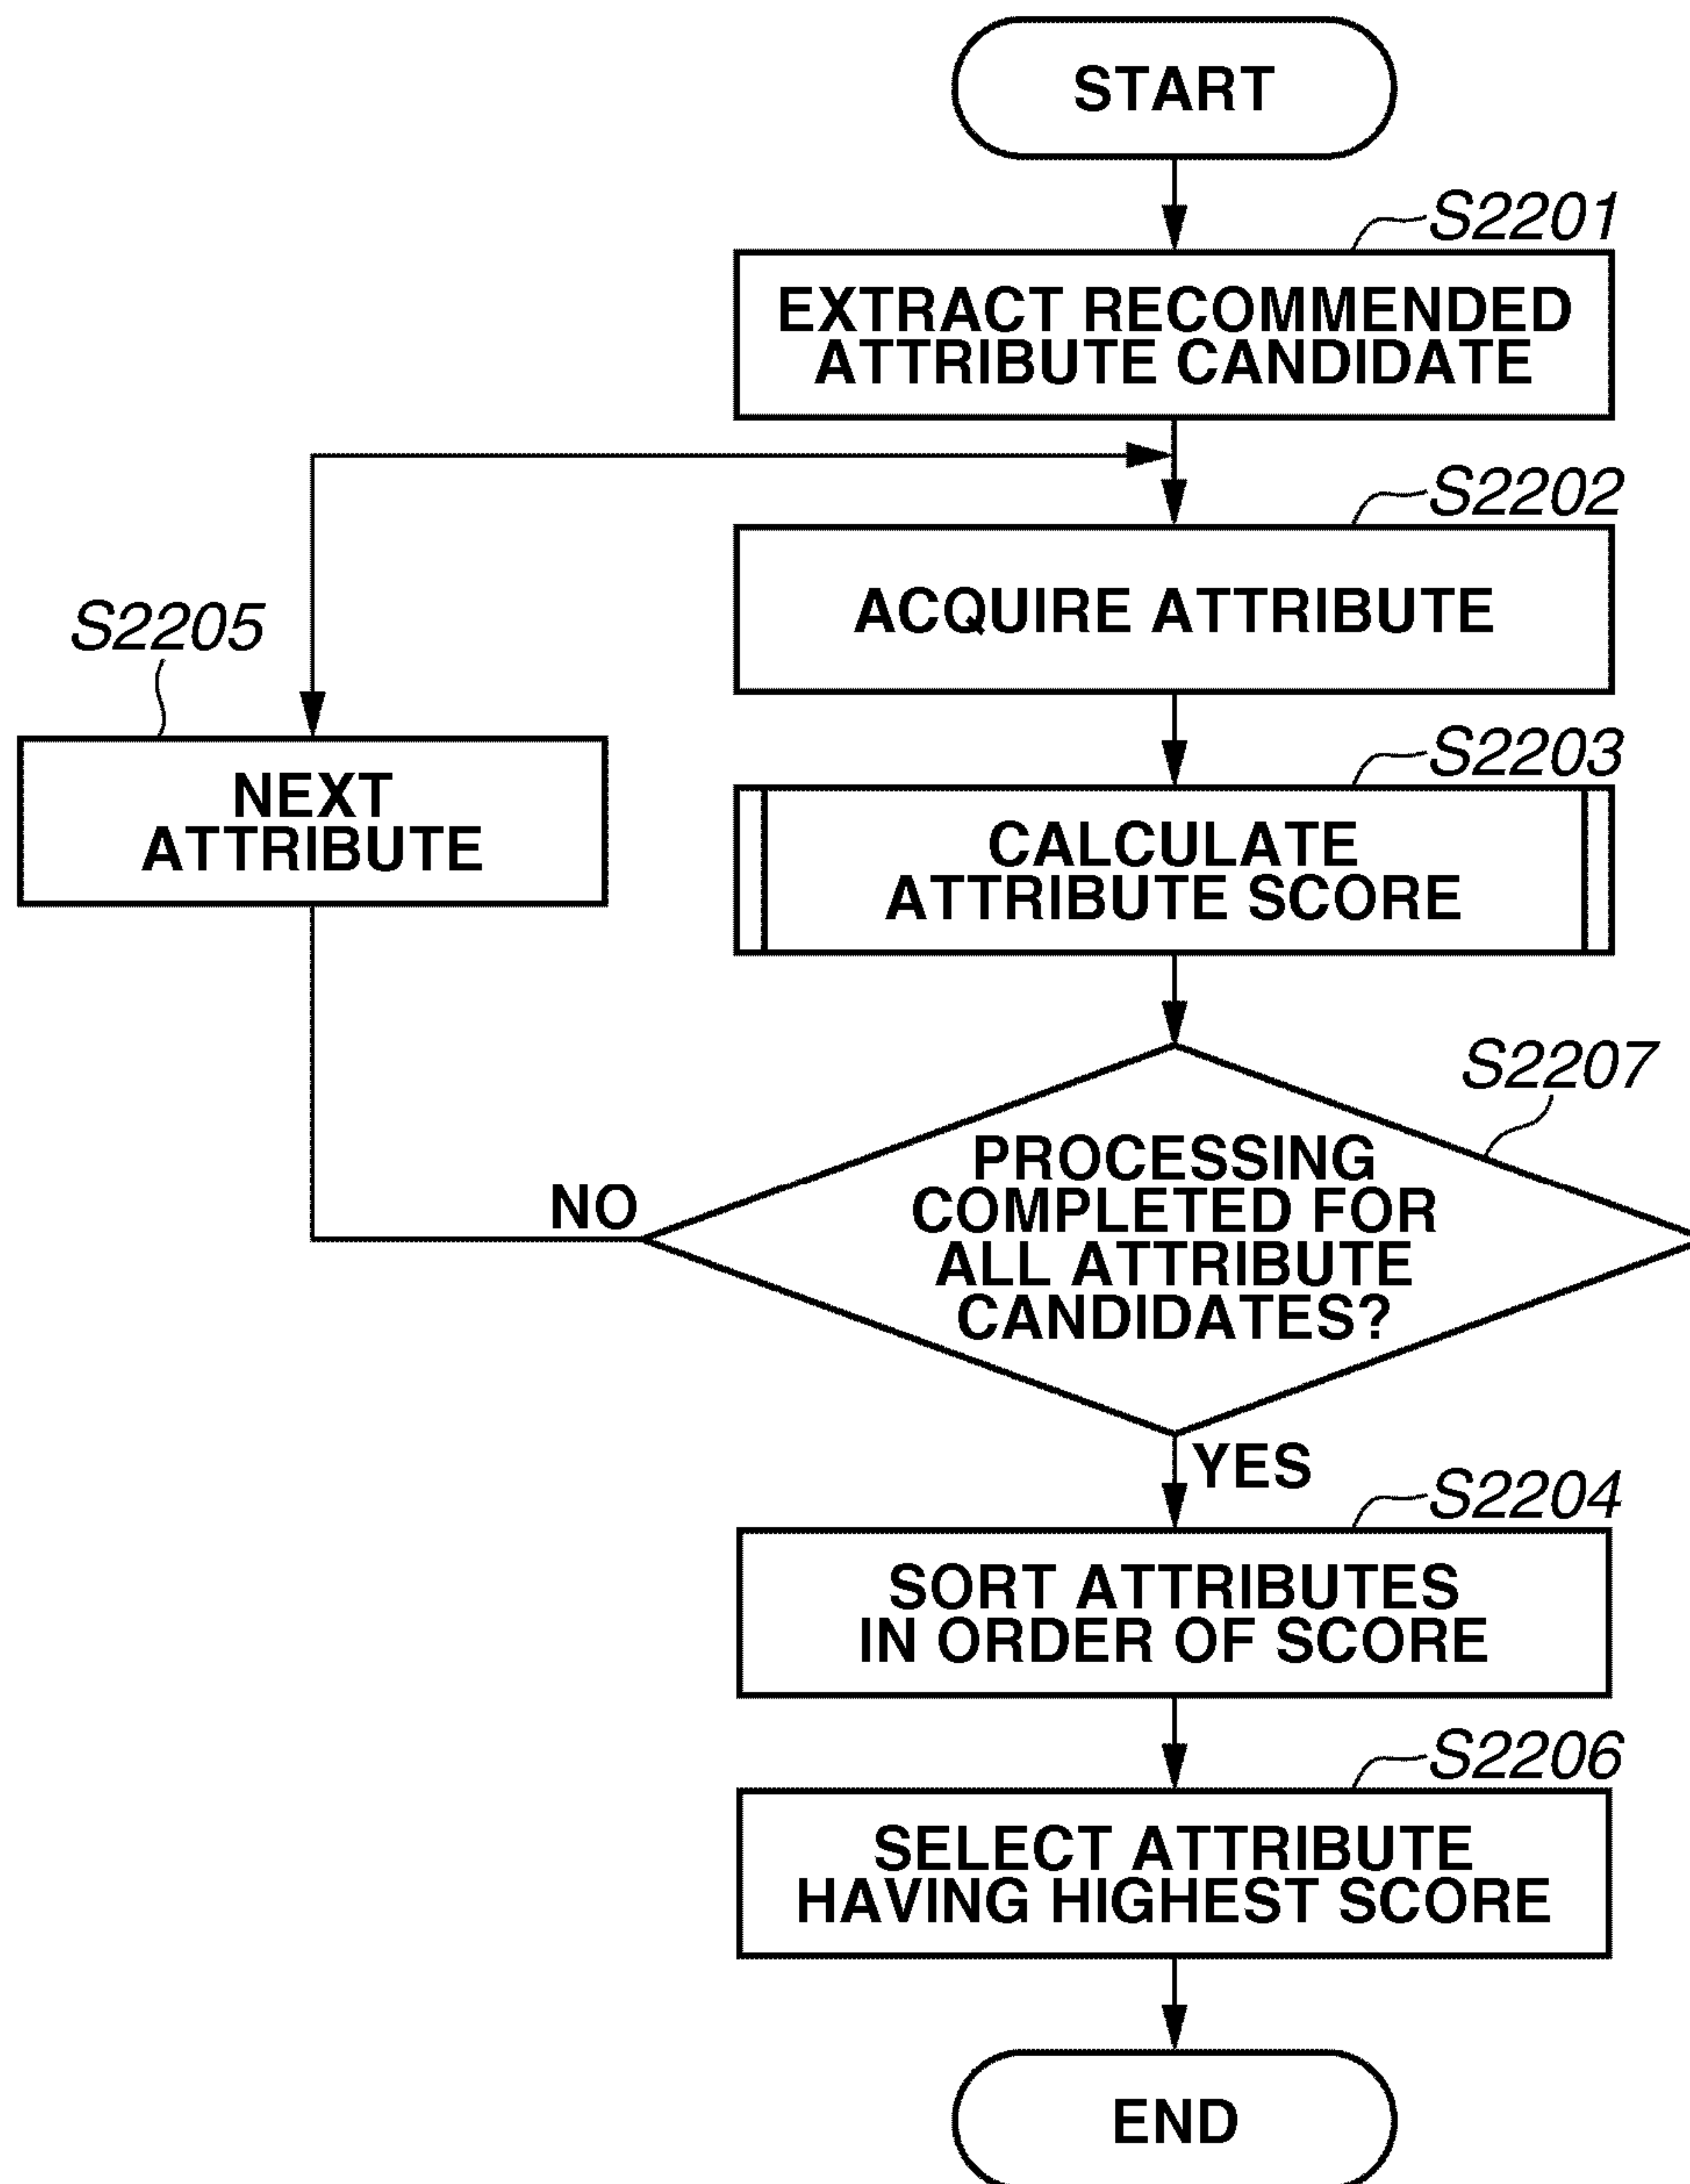 START
S2201
EXTRACT RECOMMENDED
ATTRIBUTE CANDIDATE
S2202
ACQUIRE ATTRIBUTE
S2205
NEXT
ATTRIBUTE
S2203
CALCULATE
ATTRIBUTE SCORE
S2207
PROCESSING
COMPLETED FOR
ALL ATTRIBUTE
CANDIDATES?
NO
YES
S2204
SORT ATTRIBUTES
IN ORDER OF SCORE
S2206
SELECT ATTRIBUTE
HAVING HIGHEST SCORE
END